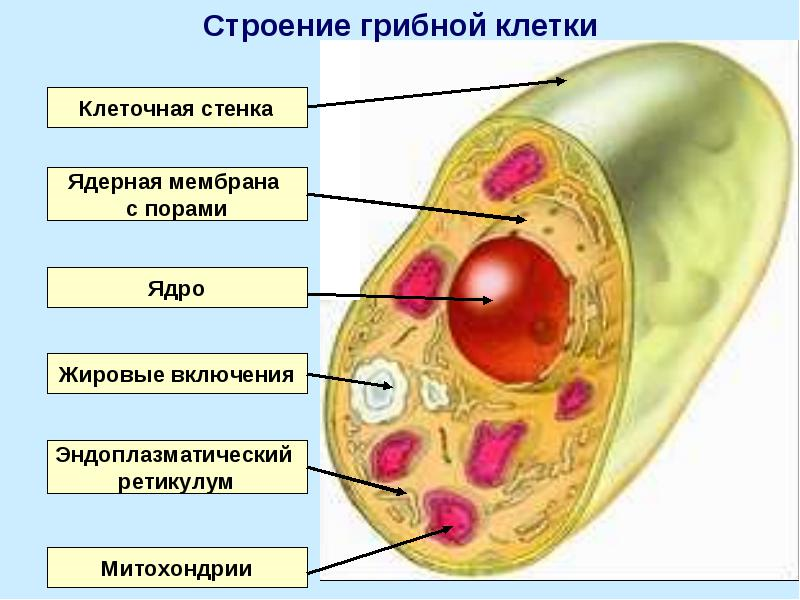 Строение грибной клетки
Клеточная стенка
Ядерная мембрана
с порами
Ядро
Жировые включения
Эндоплазматический
ретикулум
Митохондрии